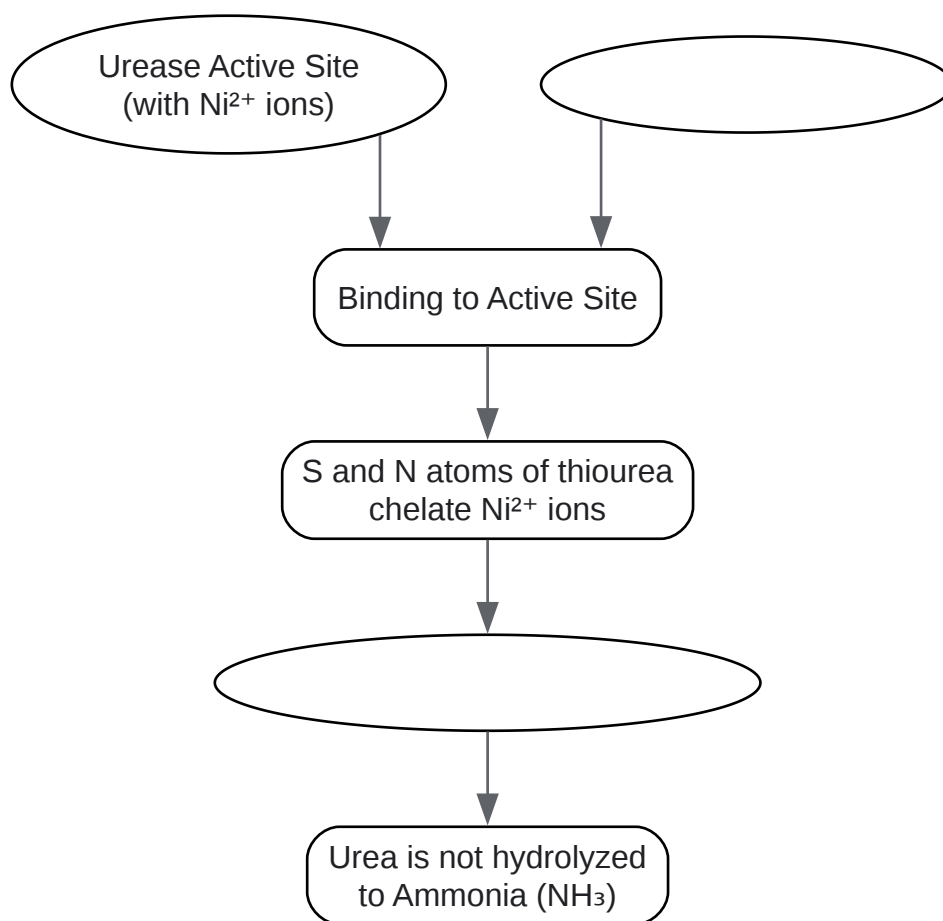 Urease Active Site
(with Ni²⁺ ions)
Binding to Active Site
S and N atoms of thiourea
chelate Ni²⁺ ions
Urea is not hydrolyzed
to Ammonia (NH₃)